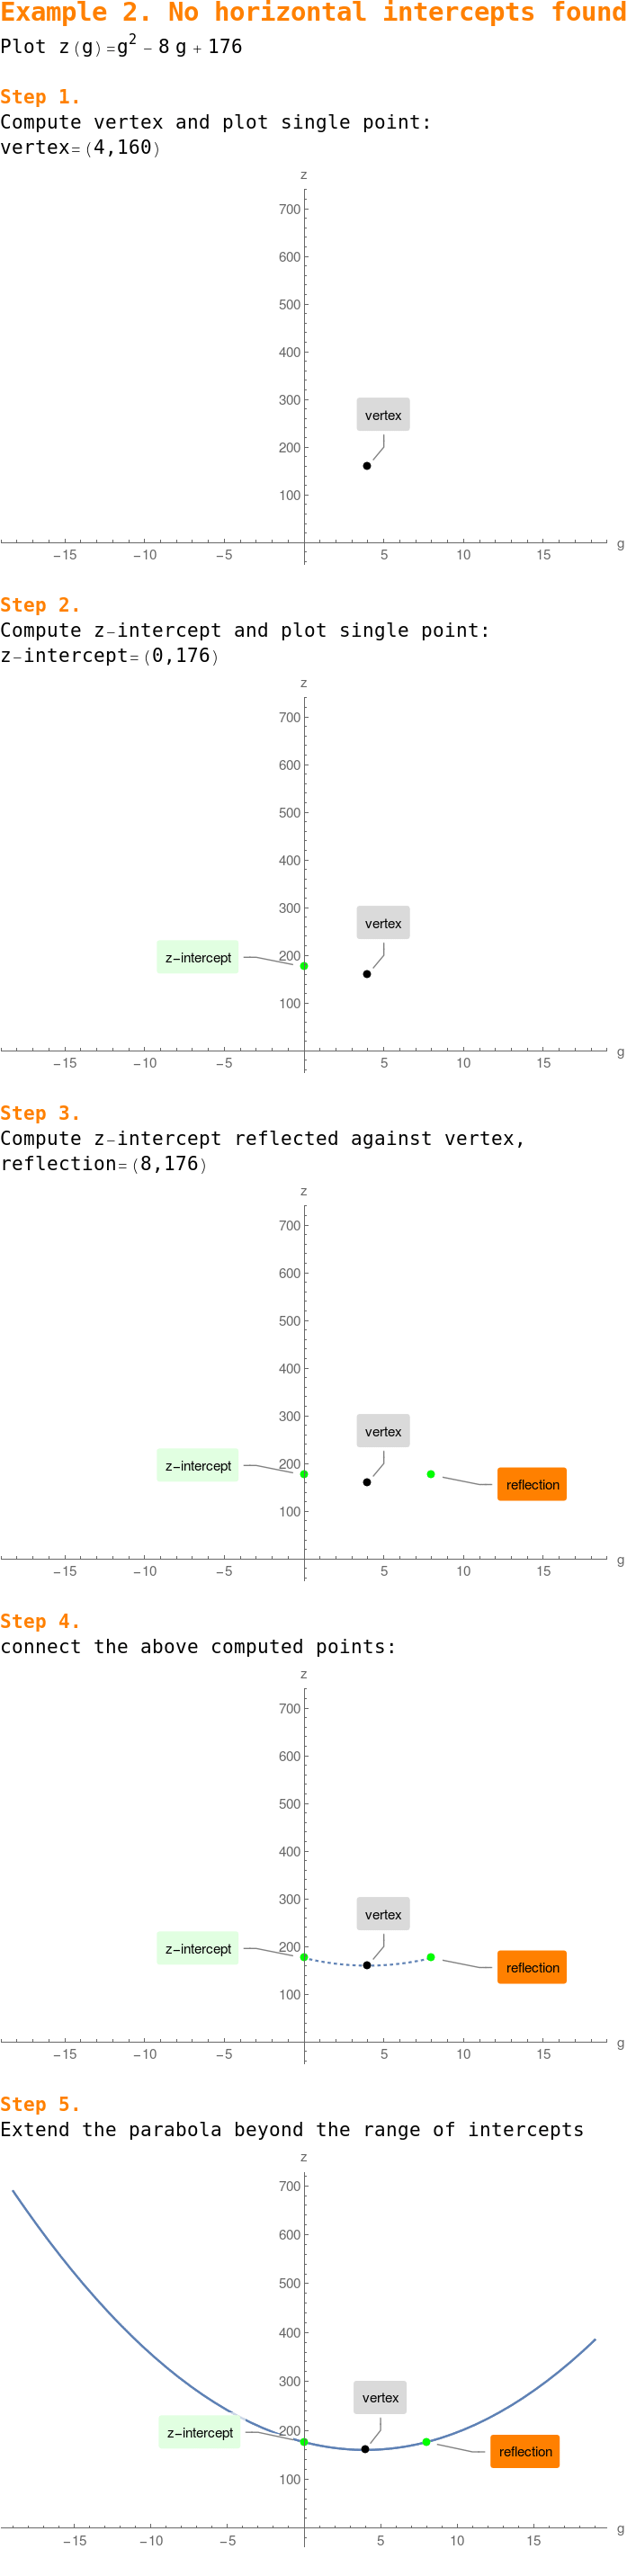 Example 2. No horizontal intercepts found
Plot z(g)=g² − 8 g + 176
Step 1.
Compute vertex and plot single point:
vertex=(4,160)
z
700
600
500
400
300
vertex
200
100
−15 −10 −5 5 10 15 g
Step 2.
Compute z−intercept and plot single point:
z−intercept=(0,176)
z
700
600
500
400
300
vertex
200
z−intercept
100
−15 −10 −5 5 10 15 g
Step 3.
Compute z−intercept reflected against vertex,
reflection=(8,176)
z
700
600
500
400
300
vertex
200
z−intercept
reflection
100
−15 −10 −5 5 10 15 g
Step 4.
connect the above computed points:
z
700
600
500
400
300
vertex
200
z−intercept
reflection
100
−15 −10 −5 5 10 15 g
Step 5.
Extend the parabola beyond the range of intercepts
z
700
600
500
400
300
vertex
200
z−intercept
reflection
100
−15 −10 −5 5 10 15 g